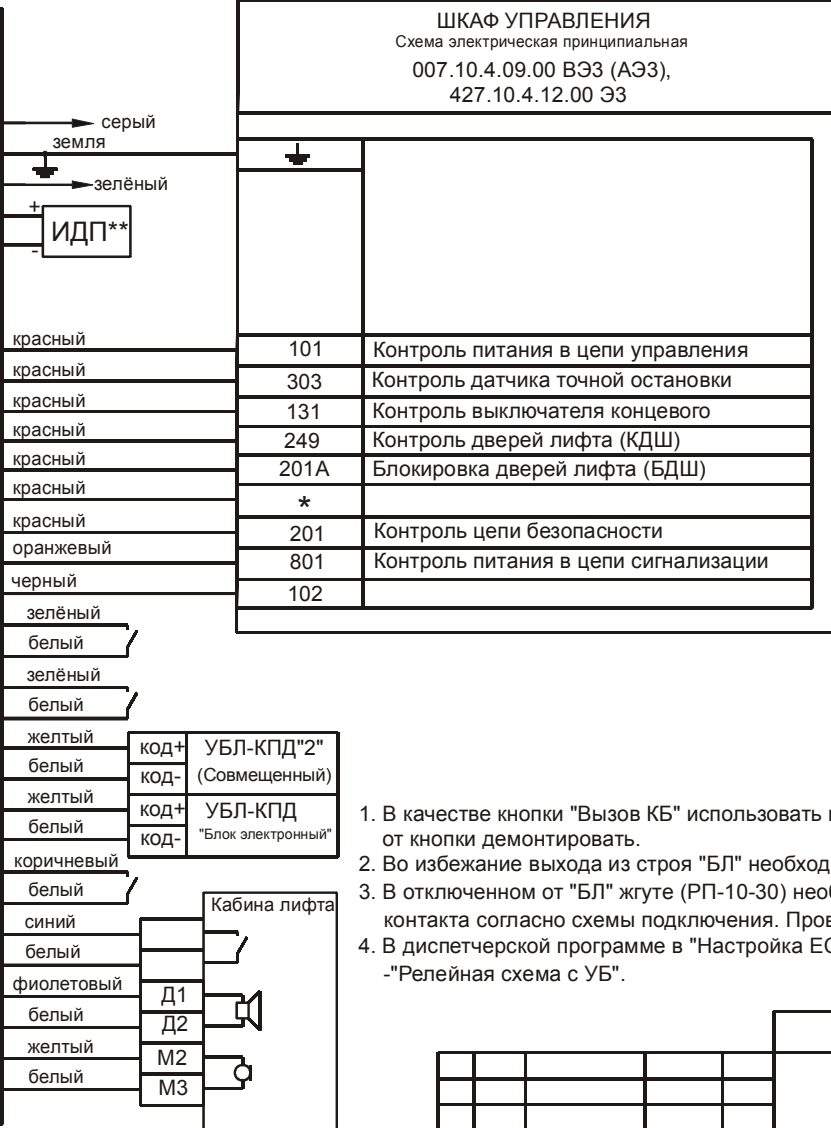 ШКАФ УПРАВЛЕНИЯ
Схема электрическая принципиальная
007.10.4.09.00 ВЭ3 (АЭ3),
427.10.4.12.00 Э3
серый
земля
зелёный
+
ИДП**
-
красный
101 Контроль питания в цепи управления
красный
303 Контроль датчика точной остановки
красный
131 Контроль выключателя концевого
красный
249 Контроль дверей лифта (КДШ)
красный
201А Блокировка дверей лифта (БДШ)
красный
*
красный
201 Контроль цепи безопасности
оранжевый
801 Контроль питания в цепи сигнализации
черный
102
зелёный
белый
зелёный
белый
желтый
код+ УБЛ-КПД"2"
белый
код- (Совмещенный)
желтый
код+ УБЛ-КПД
белый
код- "Блок электронный"
коричневый
белый
Кабина лифта
синий
белый
фиолетовый
Д1
белый
Д2
желтый
М2
белый
М3
1. В качестве кнопки "Вызов КБ" использовать
от кнопки демонтировать.
2. Во избежание выхода из строя "БЛ" необход
3. В отключенном от "БЛ" жгуте (РП-10-30) нео
контакта согласно схемы подключения. Пров
4. В диспетчерской программе в "Настройка
-"Релейная схема с УБ".